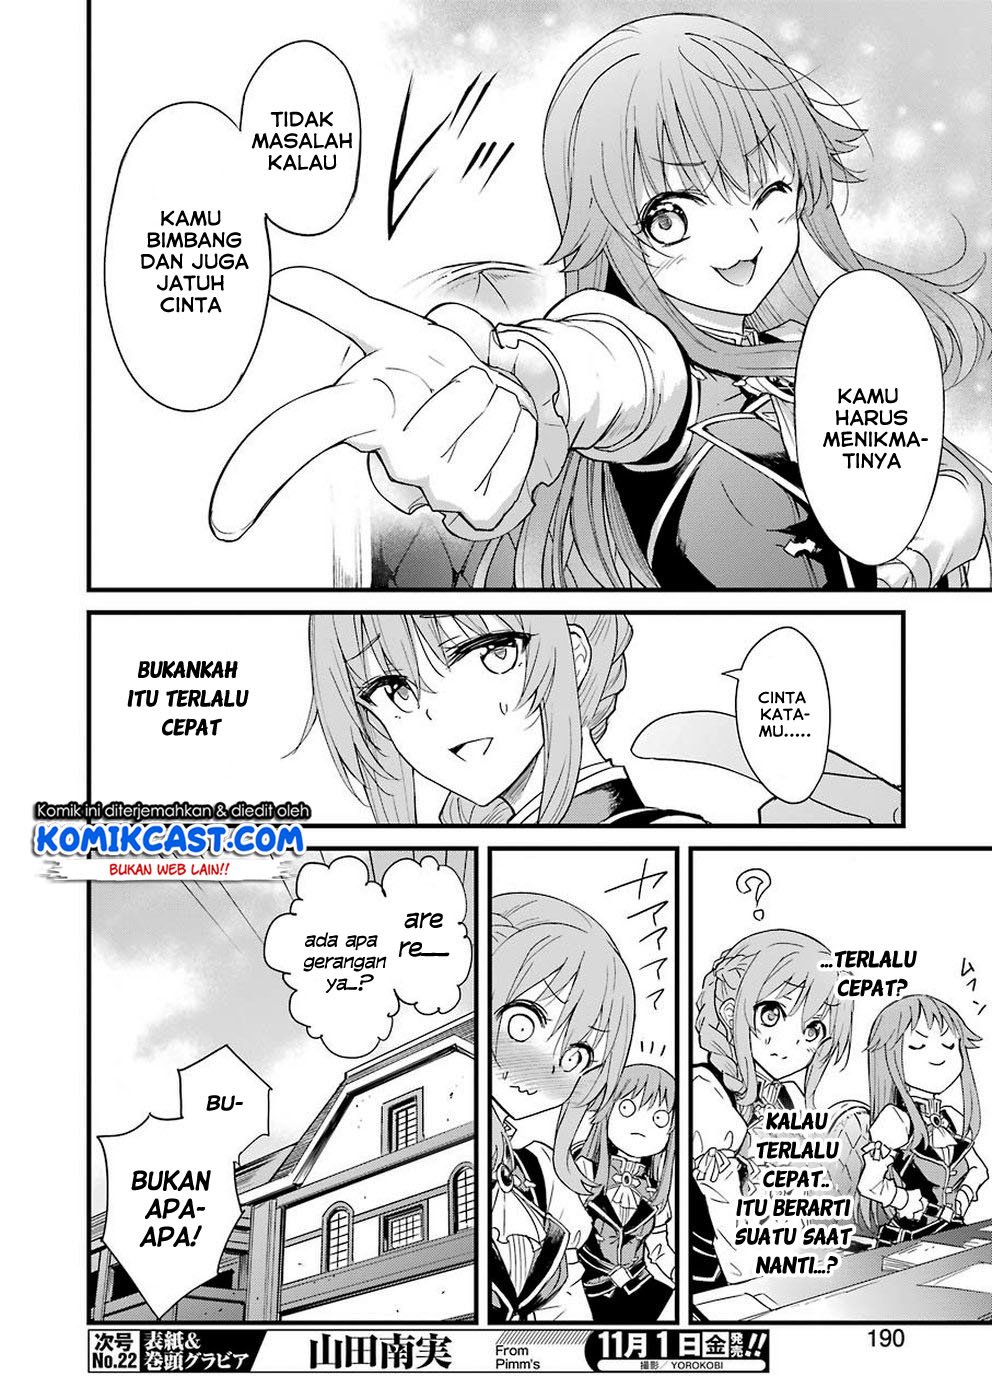 TIDAK
MASALAH
KALAU
KAMU
BIMBANG
DAN JUGA
JATUH
CINTA
KAMU
HARUS
MENIKMA-
TINYA
CINTA
KATA-
MU.....
BUKANKAH
ITU TERLALU
CEPAT
Komik ini diterjemahkan & diedit oleh
KOMIKCAST.COM
BUKAN WEB LAIN!!
?
...TERLALU
CEPAT?
KALAU
TERLALU
CEPAT..
ITU BERARTI
SUATU SAAT
NANTI...?
are
re__
ada apa
gerangan
ya_?
BU-
BUKAN
APA-
APA!
190
次号
No.22
表紙&
巻頭グラビア
山田南実
From
Pimm's
11月1日金発売!!
撮影/YOROKOBI